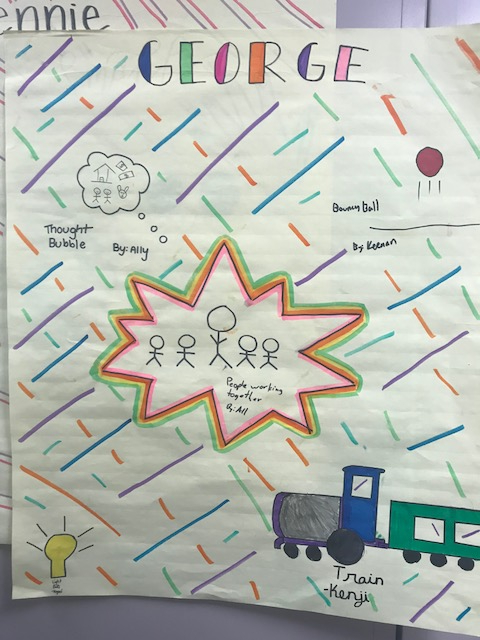 ennie
GEORGE
Thought
Bubble
By: Ally
Bouncy Ball
By: Keenan
People working
together
By: All
Train
-Kenji